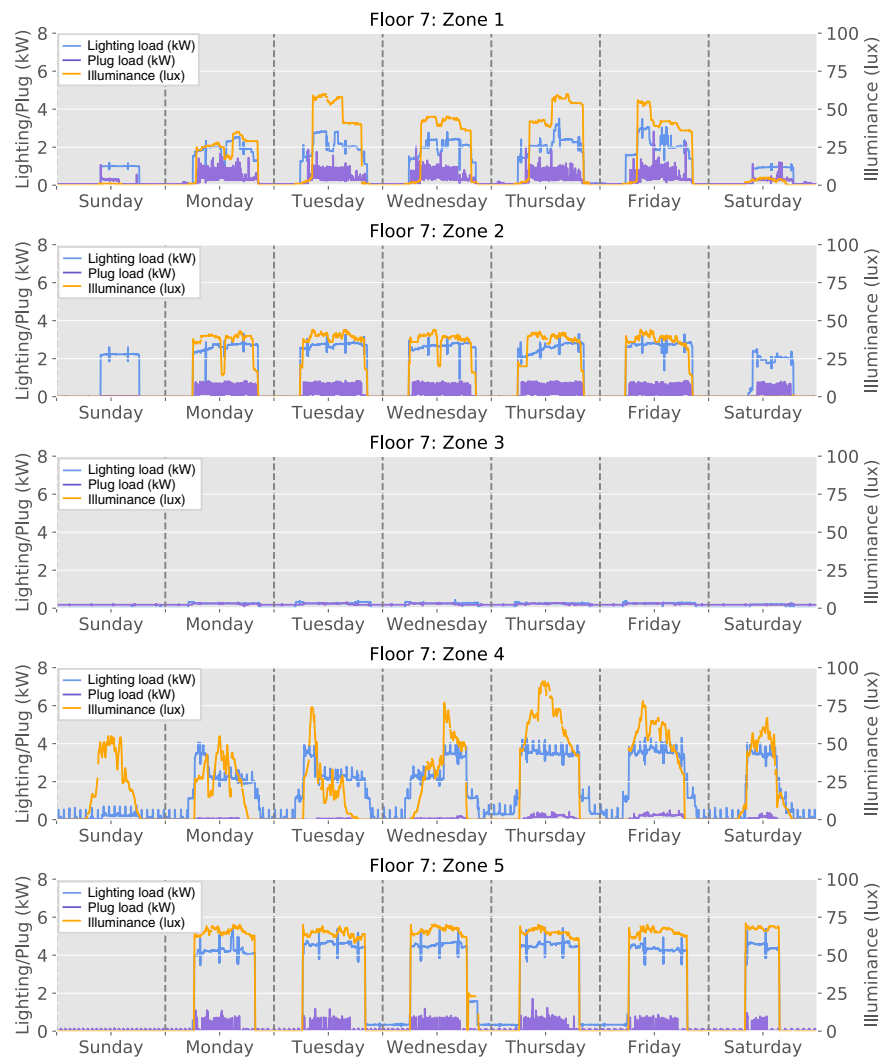 Floor 7: Zone 1
Lighting/Plug (kW)
8
6
4
2
0
Lighting load (kW)
Plug load (kW)
Illuminance (lux)
100
75
50
25
0
Illuminance (lux)
Sunday Monday Tuesday Wednesday Thursday Friday Saturday
Floor 7: Zone 2
Lighting/Plug (kW)
8
6
4
2
0
Lighting load (kW)
Plug load (kW)
Illuminance (lux)
100
75
50
25
0
Illuminance (lux)
Sunday Monday Tuesday Wednesday Thursday Friday Saturday
Floor 7: Zone 3
Lighting/Plug (kW)
8
6
4
2
0
Lighting load (kW)
Plug load (kW)
Illuminance (lux)
100
75
50
25
0
Illuminance (lux)
Sunday Monday Tuesday Wednesday Thursday Friday Saturday
Floor 7: Zone 4
Lighting/Plug (kW)
8
6
4
2
0
Lighting load (kW)
Plug load (kW)
Illuminance (lux)
100
75
50
25
0
Illuminance (lux)
Sunday Monday Tuesday Wednesday Thursday Friday Saturday
Floor 7: Zone 5
Lighting/Plug (kW)
8
6
4
2
0
Lighting load (kW)
Plug load (kW)
Illuminance (lux)
100
75
50
25
0
Illuminance (lux)
Sunday Monday Tuesday Wednesday Thursday Friday Saturday